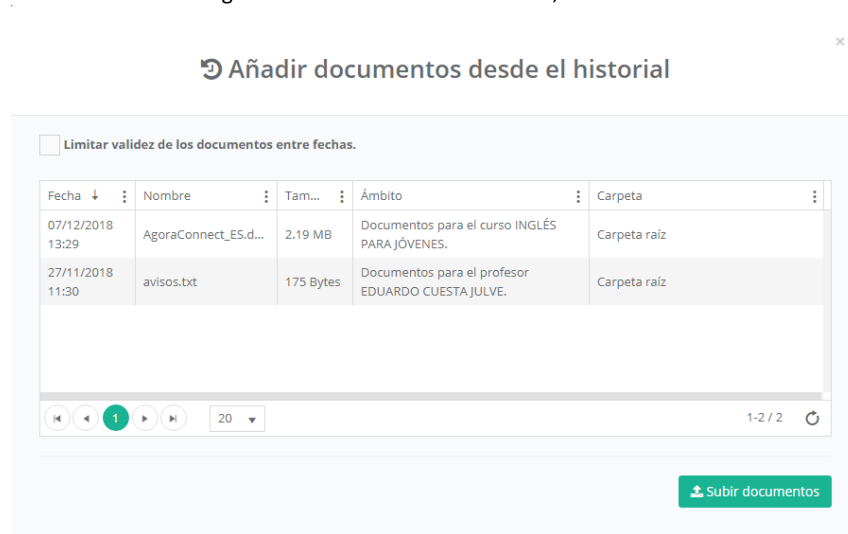 ×
Añadir documentos desde el historial
Limitar validez de los documentos entre fechas.
Fecha ↓ Nombre Tam... Ámbito Carpeta
07/12/2018 13:29 AgoraConnect_ES.d... 2.19 MB Documentos para el curso INGLÉS PARA JÓVENES. Carpeta raíz
27/11/2018 11:30 avisos.txt 175 Bytes Documentos para el profesor EDUARDO CUESTA JULVE. Carpeta raíz
1 20 1-2 / 2
Subir documentos